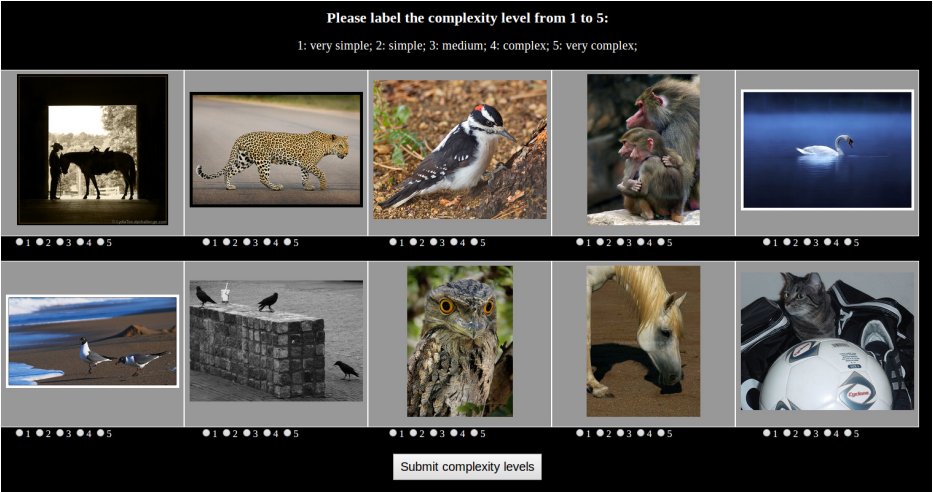 Please label the complexity level from 1 to 5:
1: very simple; 2: simple; 3: medium; 4: complex; 5: very complex;
1 2 3 4 5 1 2 3 4 5 1 2 3 4 5 1 2 3 4 5 1 2 3 4 5
Cyclone
1 2 3 4 5 1 2 3 4 5 1 2 3 4 5 1 2 3 4 5 1 2 3 4 5
Submit complexity levels